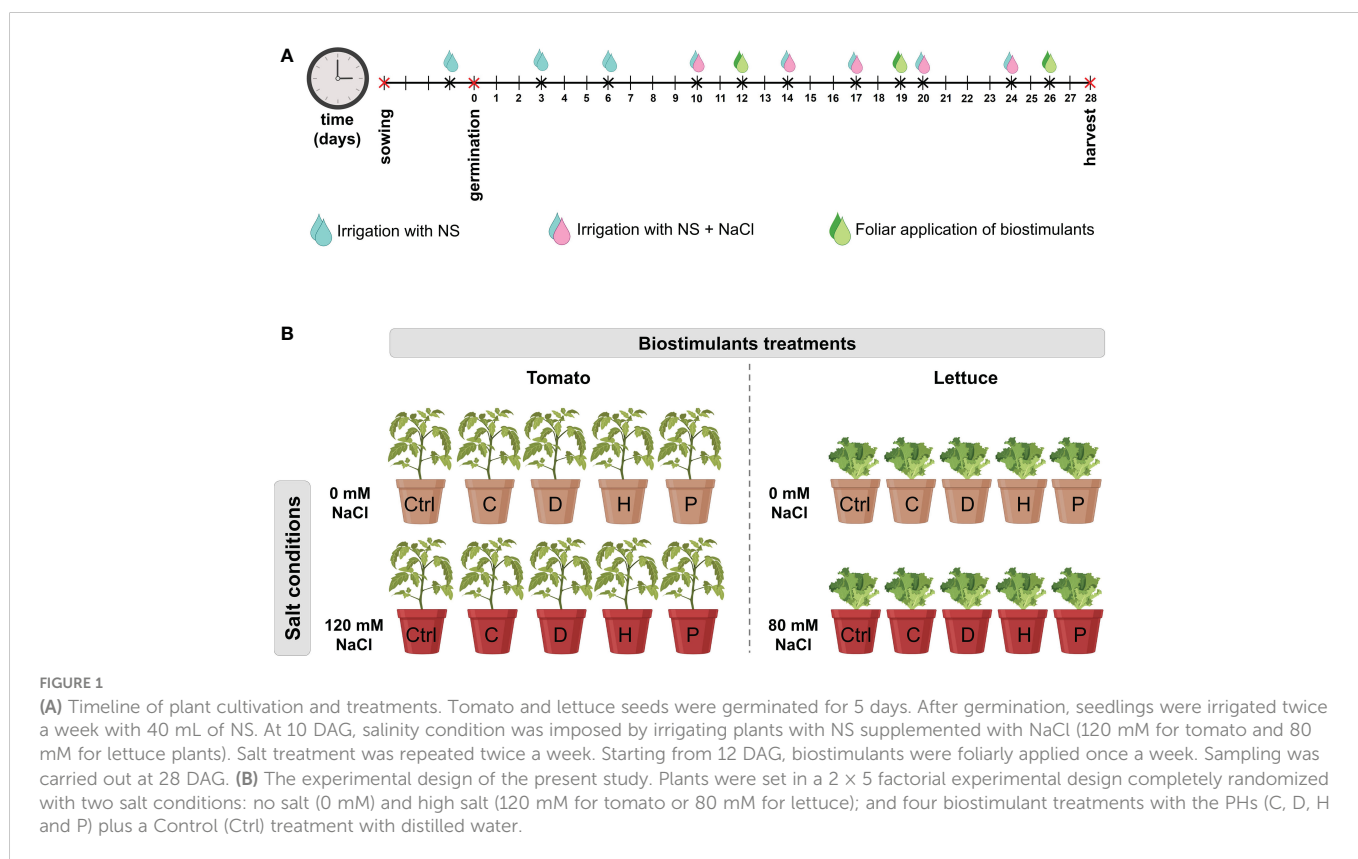 A
time
(days)
sowing
0 1 2 3 4 5 6 7 8 9 10 11 12 13 14 15 16 17 18 19 20 21 22 23 24 25 26 27 28
germination
harvest
Irrigation with NS
Irrigation with NS + NaCl
Foliar application of biostimulants
B
Biostimulants treatments
Tomato
Lettuce
Salt conditions
0 mM
NaCl
Ctrl C D H P
0 mM
NaCl
Ctrl C D H P
120 mM
NaCl
Ctrl C D H P
80 mM
NaCl
Ctrl C D H P
FIGURE 1
(A) Timeline of plant cultivation and treatments. Tomato and lettuce seeds were germinated for 5 days. After germination, seedlings were irrigated twice
a week with 40 mL of NS. At 10 DAG, salinity condition was imposed by irrigating plants with NS supplemented with NaCl (120 mM for tomato and 80
mM for lettuce plants). Salt treatment was repeated twice a week. Starting from 12 DAG, biostimulants were foliarly applied once a week. Sampling was
carried out at 28 DAG. (B) The experimental design of the present study. Plants were set in a 2 × 5 factorial experimental design completely randomized
with two salt conditions: no salt (0 mM) and high salt (120 mM for tomato or 80 mM for lettuce); and four biostimulant treatments with the PHs (C, D, H
and P) plus a Control (Ctrl) treatment with distilled water.